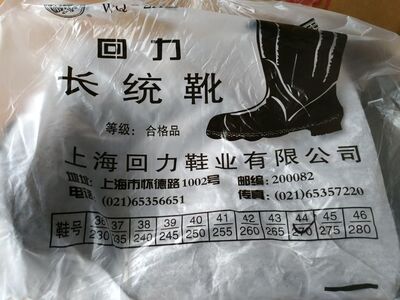 回力
长统靴
等级：合格品
上海回力鞋业有限公司
地址：上海市怀德路1002号 邮编：200082
电话：(021)65356651 传真：(021)65357220
鞋号 36 37 38 39 40 41 42 43 44 45 46
230 235 240 245 250 255 260 265 270 275 280